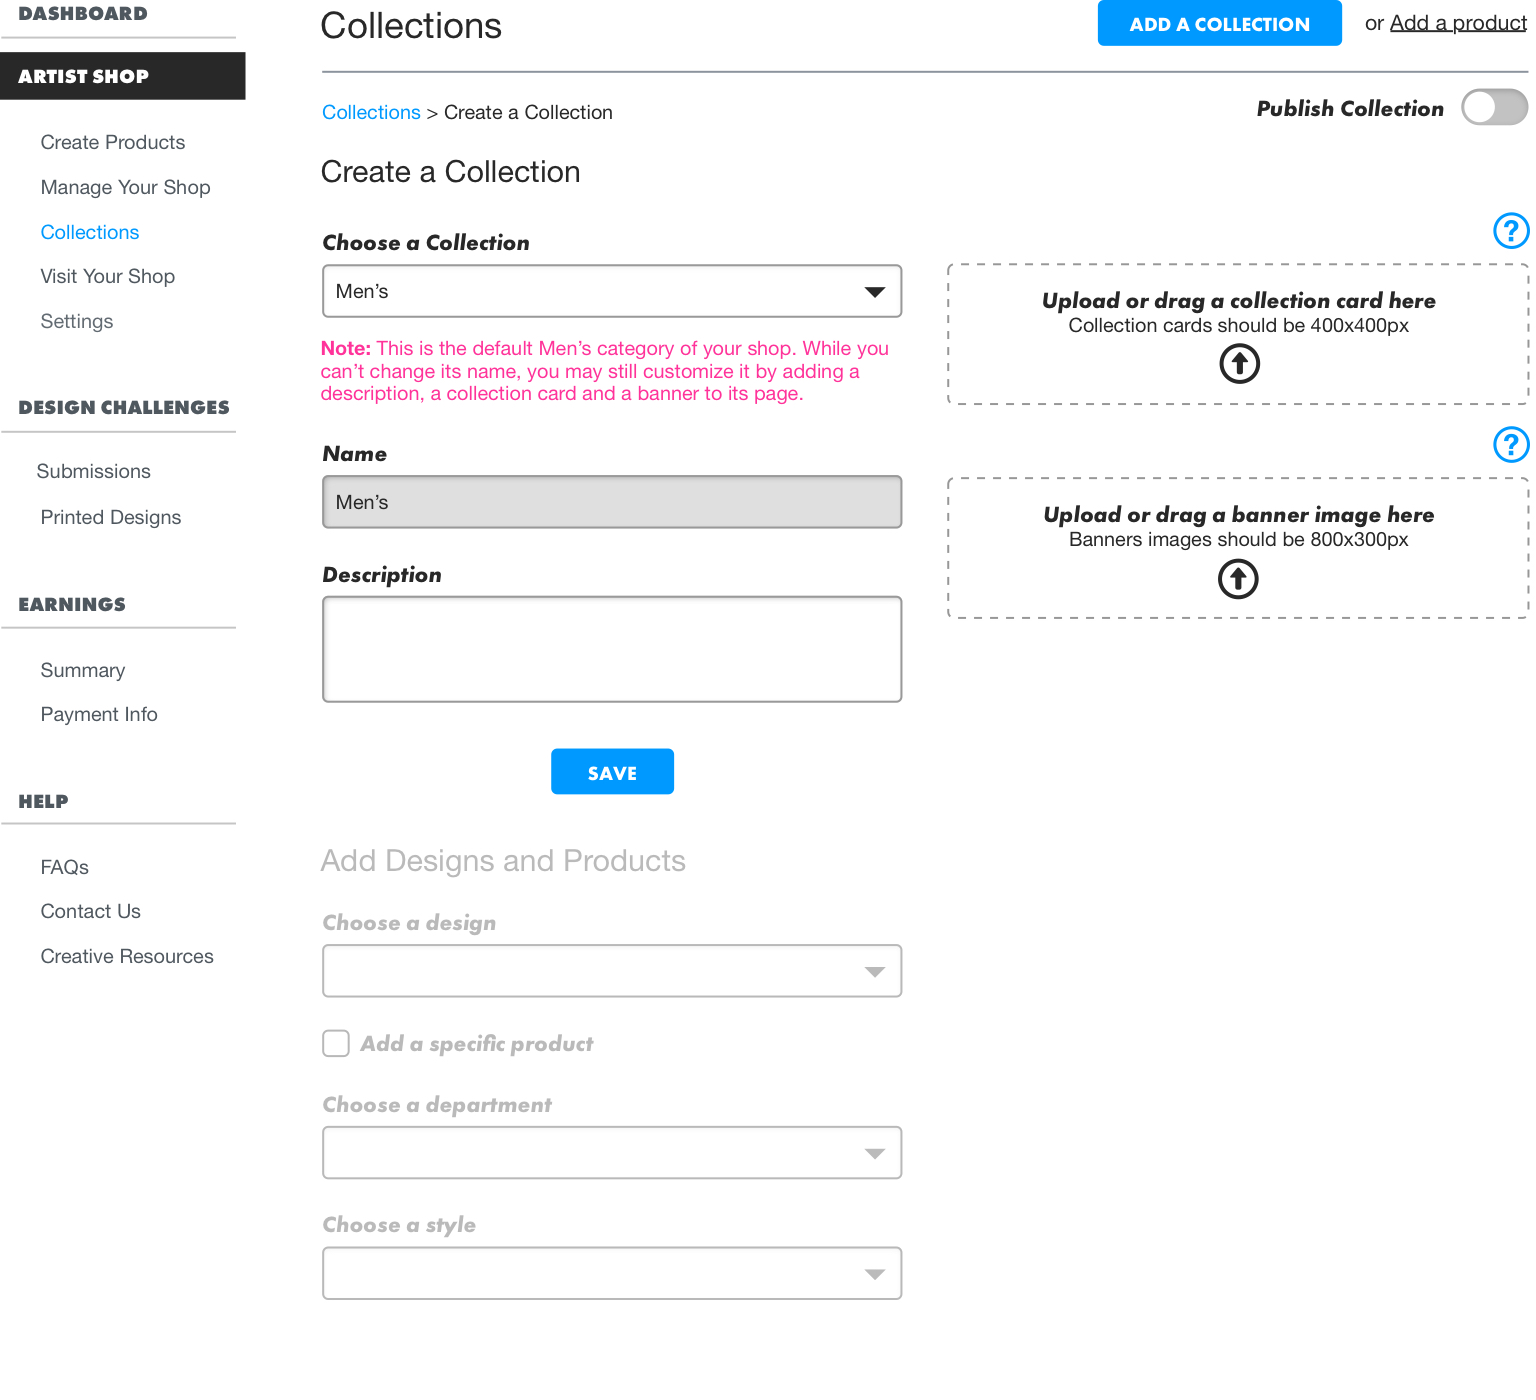 DASHBOARD
ARTIST SHOP
Create Products
Manage Your Shop
Collections
Visit Your Shop
Settings
DESIGN CHALLENGES
Submissions
Printed Designs
EARNINGS
Summary
Payment Info
HELP
FAQs
Contact Us
Creative Resources
Collections
ADD A COLLECTION
or Add a product
Collections > Create a Collection
Publish Collection
Create a Collection
Choose a Collection
Men’s
Note: This is the default Men’s category of your shop. While you
can’t change its name, you may still customize it by adding a
description, a collection card and a banner to its page.
Name
Men’s
Description
SAVE
?
Upload or drag a collection card here
Collection cards should be 400x400px
?
Upload or drag a banner image here
Banners images should be 800x300px
Add Designs and Products
Choose a design
Add a specific product
Choose a department
Choose a style